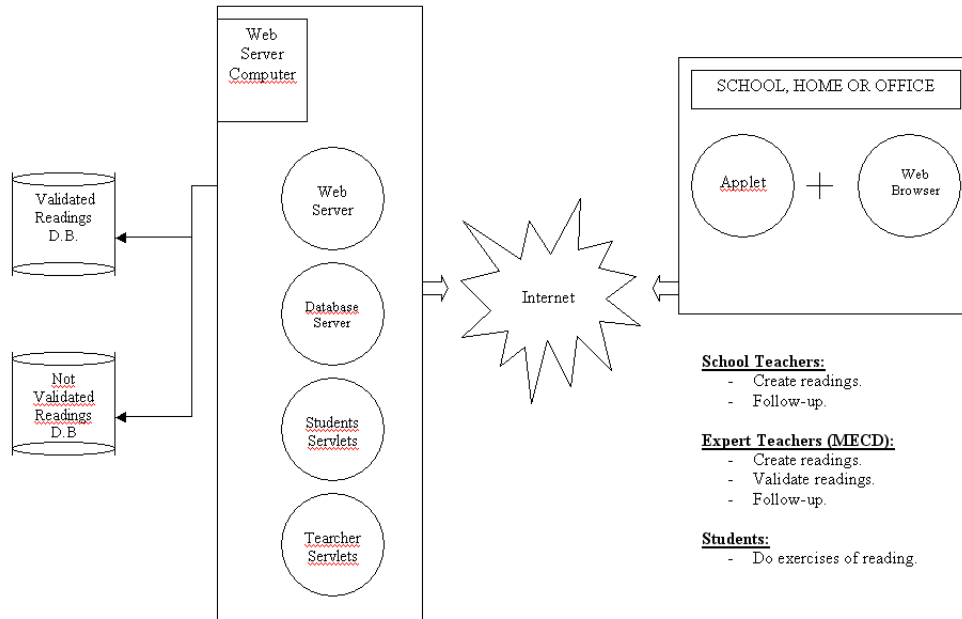 Web
Server
Computer
Validated
Readings
D.B.
Not
Validated
Readings
D.B
Web
Server
Database
Server
Students
Servlets
Tearcher
Servlets
Internet
SCHOOL, HOME OR OFFICE
Applet
Web
Browser
School Teachers:
- Create readings.
- Follow-up.
Expert Teachers (MECD):
- Create readings.
- Validate readings.
- Follow-up.
Students:
- Do exercises of reading.